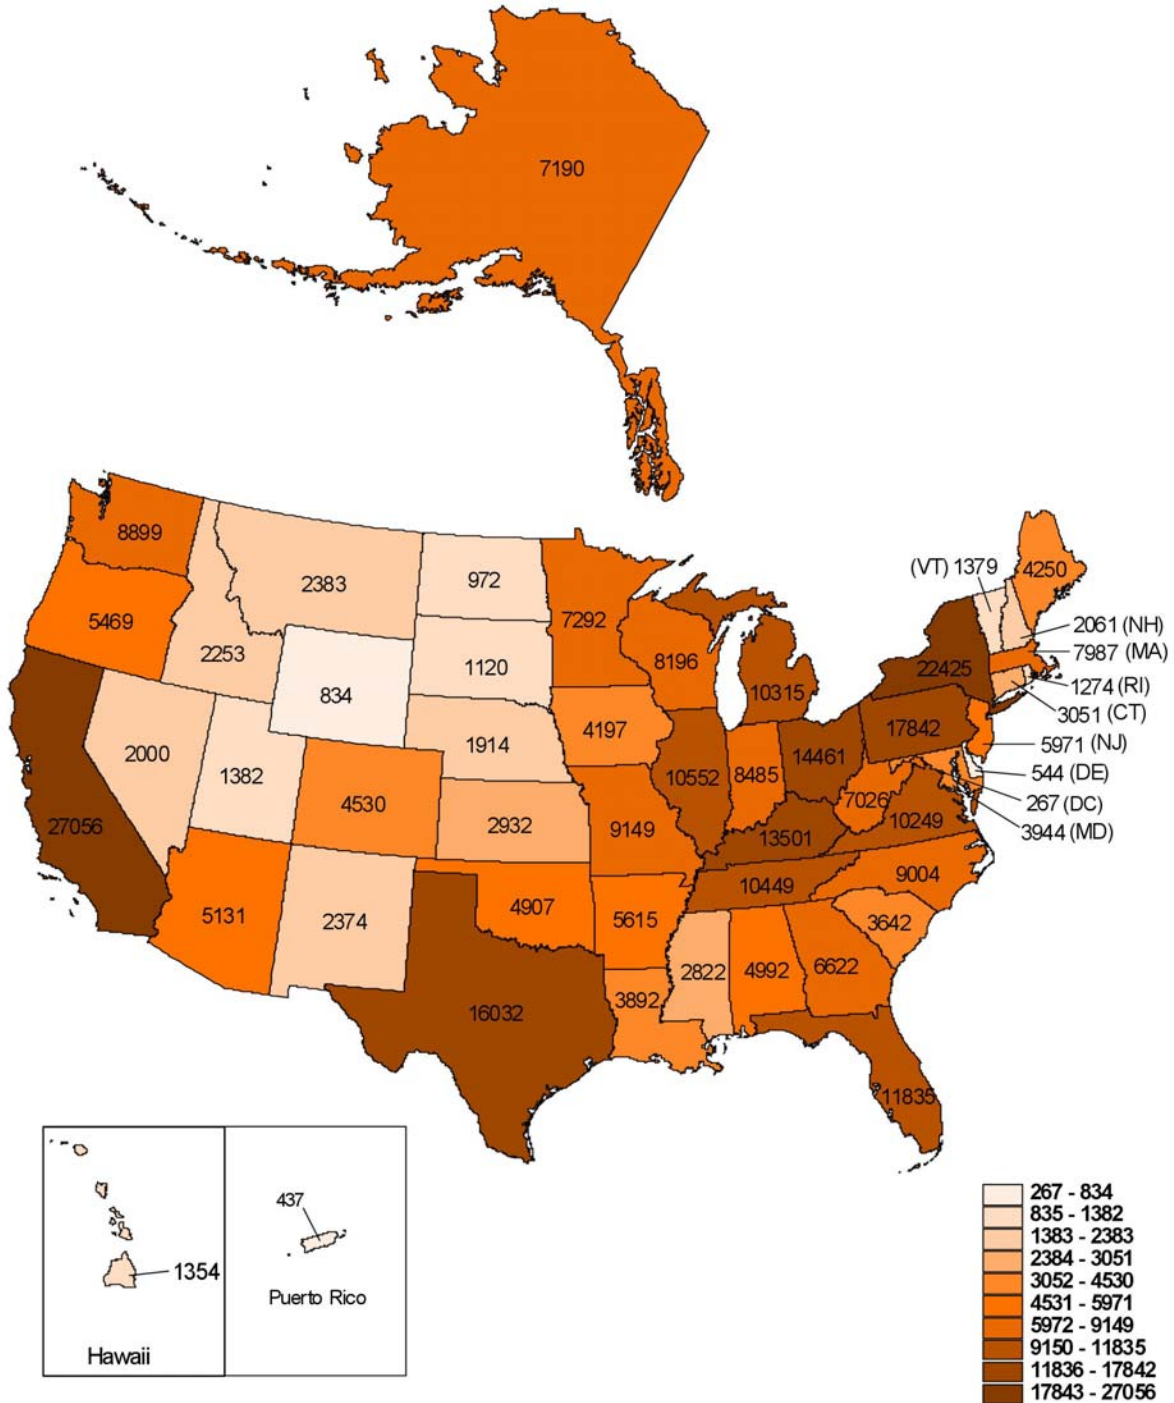 7190
8899
2383
972
7292
(VT) 1379
4250
5469
2253
834
1120
8196
10315
22425
2061 (NH)
7987 (MA)
1274 (RI)
3051 (CT)
5971 (NJ)
544 (DE)
267 (DC)
3944 (MD)
2000
1382
1914
4197
17842
27056
4530
2932
9149
10552
8485
14461
7026
10249
13501
5131
2374
4907
5615
10449
9004
3642
16032
3892
2822
4992
6622
11835
1354
Hawaii
437
Puerto Rico
267 - 834
835 - 1382
1383 - 2383
2384 - 3051
3052 - 4530
4531 - 5971
5972 - 9149
9150 - 11835
11836 - 17842
17843 - 27056